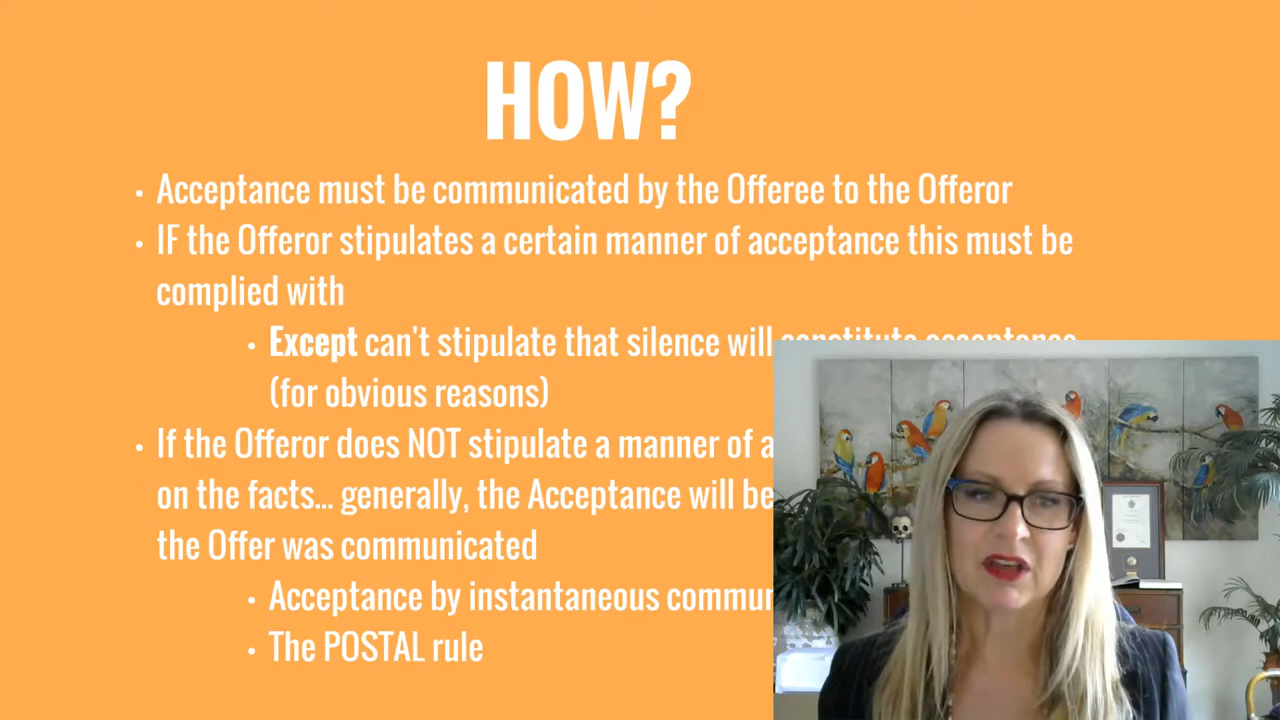 HOW?
• Acceptance must be communicated by the Offeree to the Offeror
• IF the Offeror stipulates a certain manner of acceptance this must be
complied with
• Except can't stipulate that silence will constitute acceptance
(for obvious reasons)
• If the Offeror does NOT stipulate a manner of
on the facts... generally, the Acceptance will be
the Offer was communicated
• Acceptance by instantaneous
• The POSTAL rule